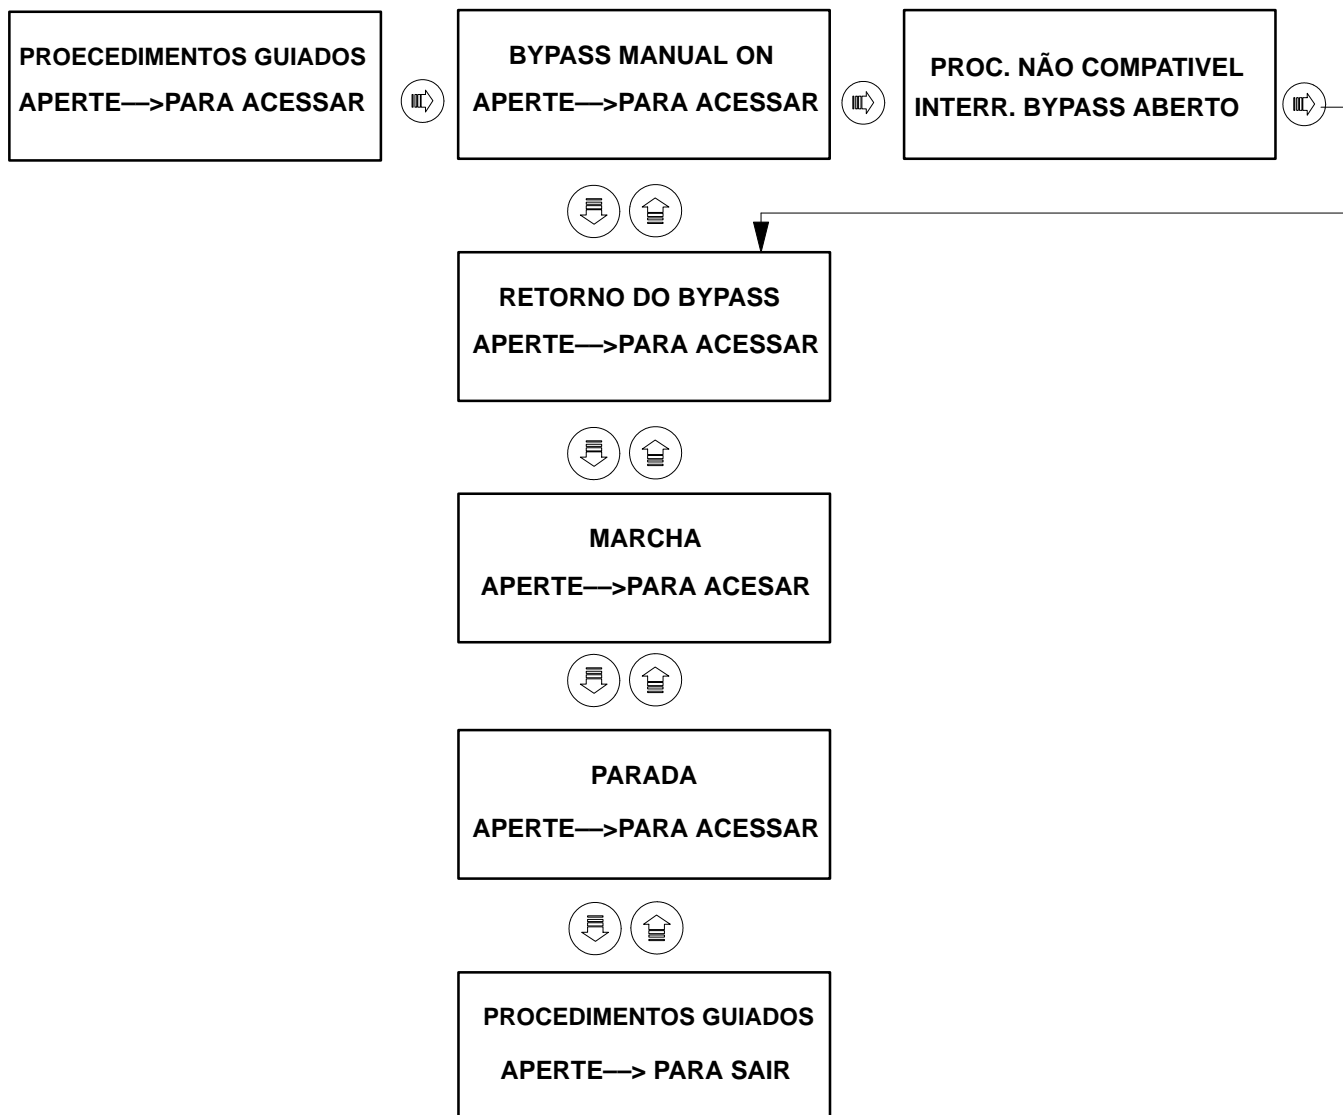 PROECEDIMENTOS GUIADOS
APERTE—>PARA ACESSAR
BYPASS MANUAL ON
APERTE—>PARA ACESSAR
PROC. NÃO COMPATIVEL
INTERR. BYPASS ABERTO
RETORNO DO BYPASS
APERTE—>PARA ACESSAR
MARCHA
APERTE—>PARA ACESAR
PARADA
APERTE—>PARA ACESSAR
PROCEDIMENTOS GUIADOS
APERTE—> PARA SAIR